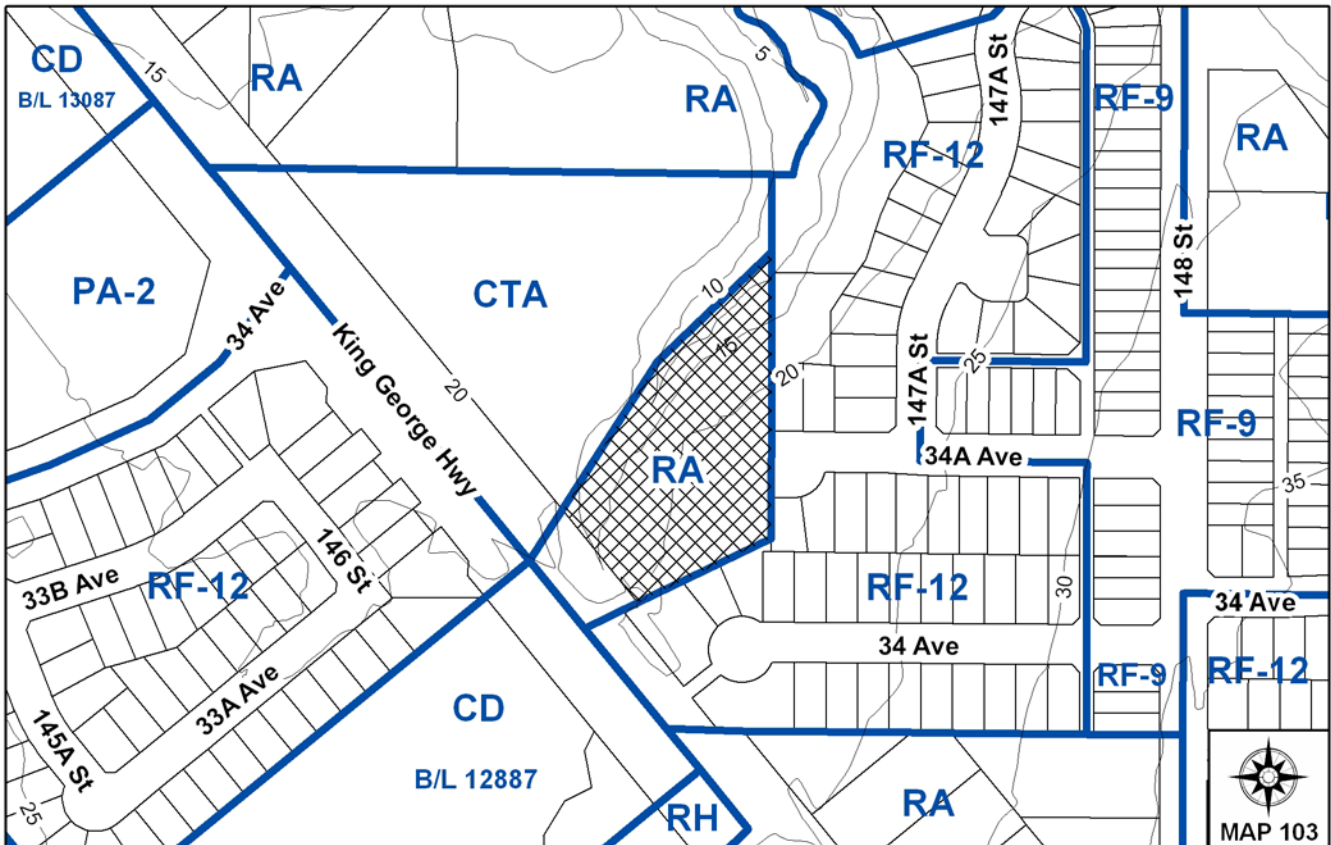 CD
B/L 13087
15
RA
5
RA
147A St
RF-9
RF-12
RA
PA-2
34 Ave
CTA
10
148 St
King George Hwy
20
15
20
147A St
25
RF-9
RA
34A Ave
35
146 St
33B Ave
RF-12
RF-12
30
34 Ave
34 Ave
33A Ave
RF-9
RF-12
145A St
CD
25
B/L 12887
RH
RA
MAP 103